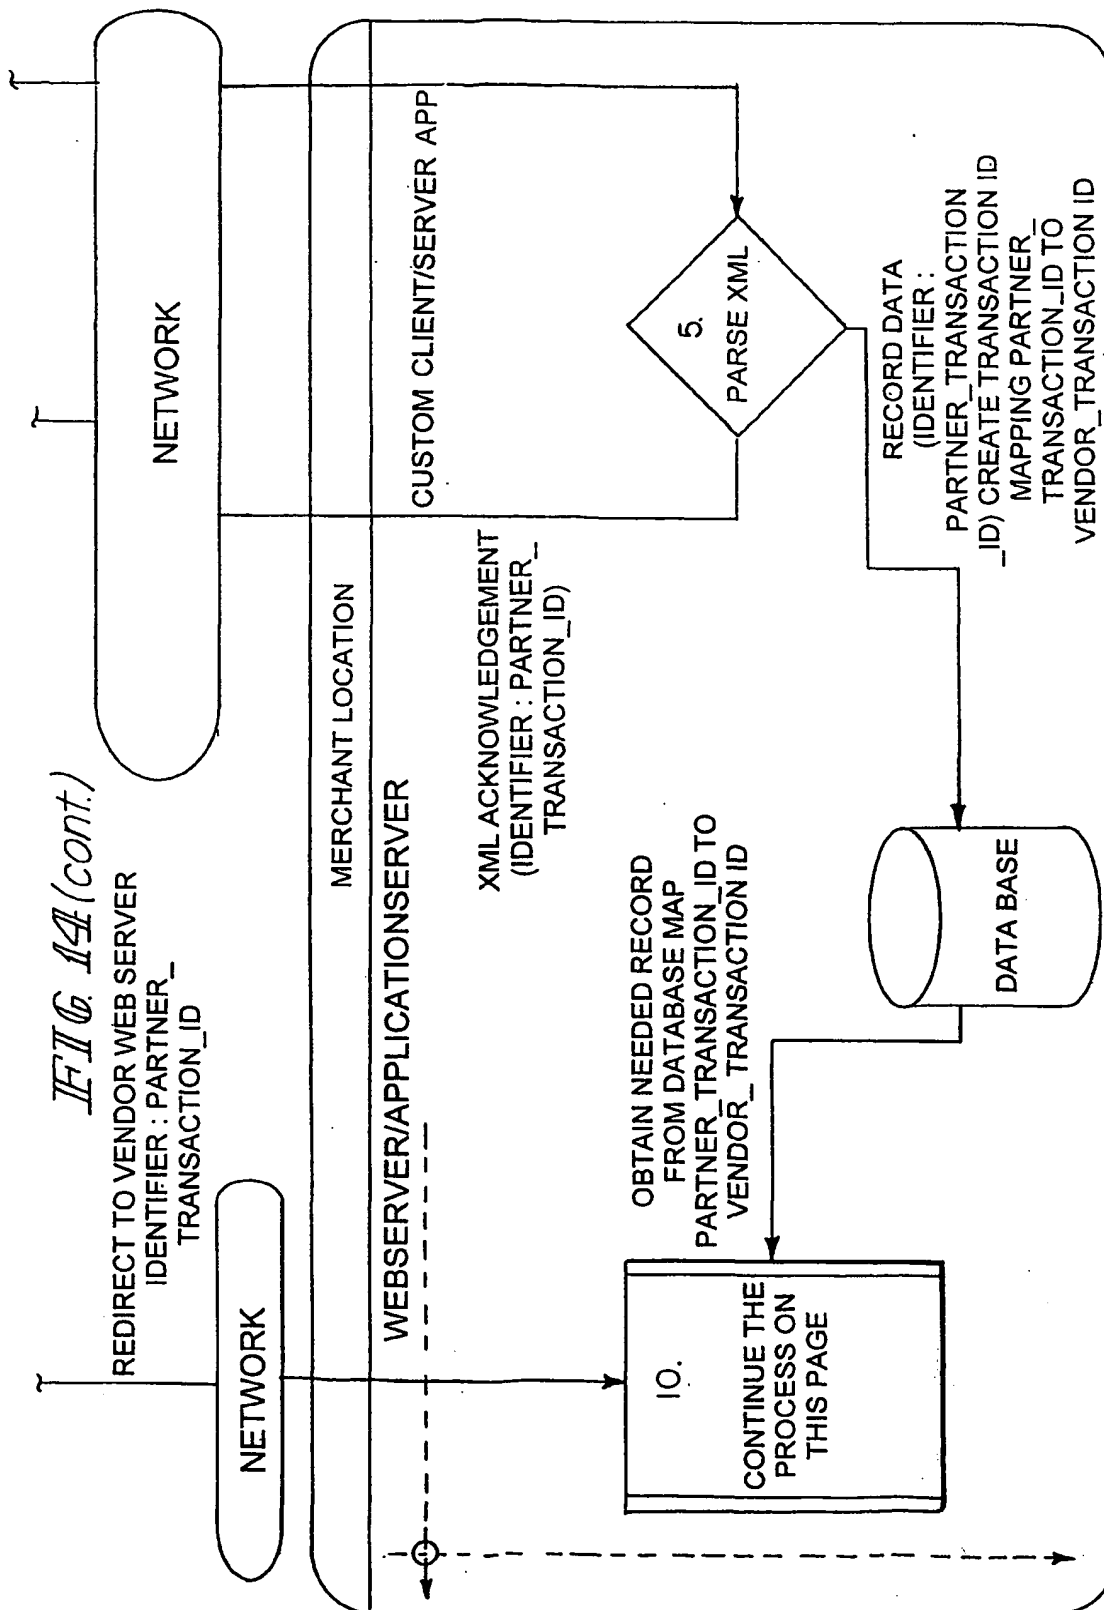 FIG. 14 (cont.)
REDIRECT TO VENDOR WEB SERVER
IDENTIFIER : PARTNER_
TRANSACTION_ID
NETWORK
NETWORK
MERCHANT LOCATION
WEBSERVER/APPLICATIONSERVER
CUSTOM CLIENT/SERVER APP
XML ACKNOWLEDGEMENT
(IDENTIFIER : PARTNER_
TRANSACTION_ID)
5.
PARSE XML
OBTAIN NEEDED RECORD
FROM DATABASE MAP
PARTNER_TRANSACTION_ID TO
VENDOR_ TRANSACTION ID
RECORD DATA
(IDENTIFIER :
PARTNER_TRANSACTION
_ID) CREATE TRANSACTION ID
MAPPING PARTNER_
TRANSACTION_ID TO
VENDOR_TRANSACTION ID
10.
CONTINUE THE
PROCESS ON
THIS PAGE
DATA BASE